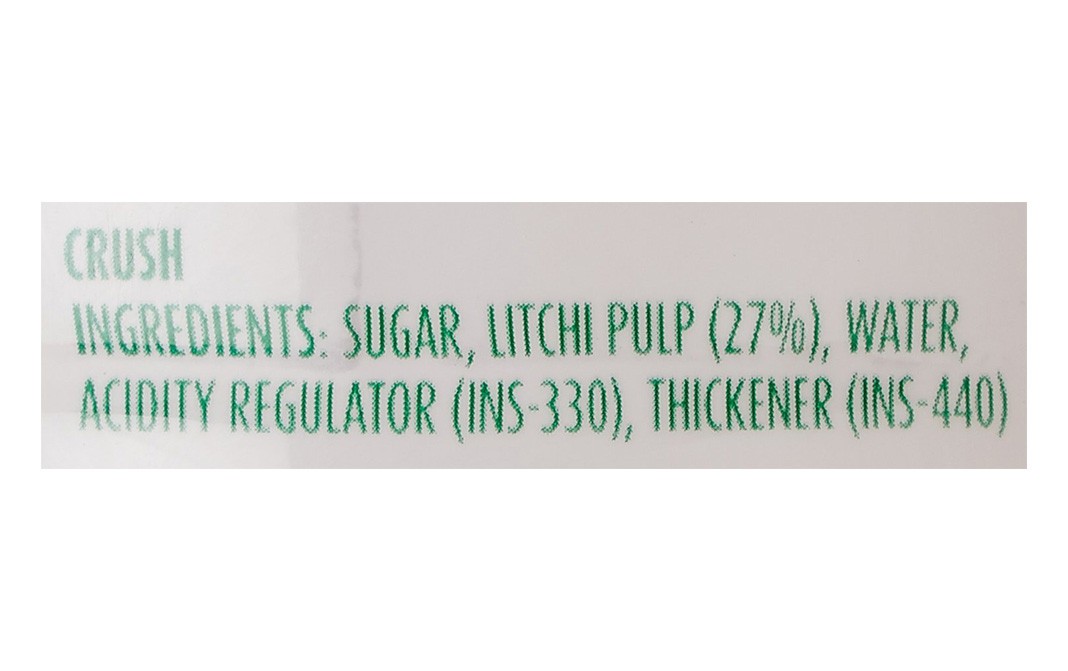 CRUSH
INGREDIENTS: SUGAR, LITCHI PULP (27%), WATER,
ACIDITY REGULATOR (INS-330), THICKENER (INS-440)